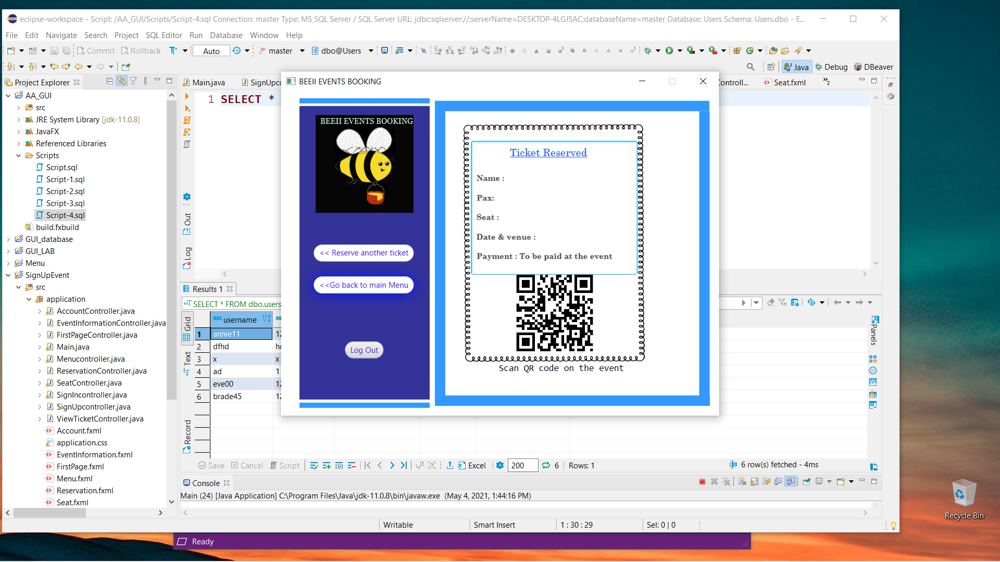 eclipse-workspace - Script: /AA_GUI/Scripts/Script-4.sql Connection: master Type: MS SQL Server / SQL Server URL: jdbc:sqlserver://;serverName=DESKTOP-4LGJ5AC;databaseName=master Database: Users Schema: Users.dbo - E...
File Edit Navigate Search Project SQL Editor Run Database Window Help
Commit Rollback Auto master dbo@Users
Java Debug DBeaver
Project Explorer
AA_GUI
src
JRE System Library [jdk-11.0.8]
JavaFX
Referenced Libraries
Scripts
Script.sql
Script-1.sql
Script-2.sql
Script-3.sql
Script-4.sql
build.fxbuild
GUI_database
GUI_LAB
Menu
SignUpEvent
src
application
AccountController.java
EventInformationController.java
FirstPageController.java
Main.java
Menucontroller.java
ReservationController.java
SeatController.java
SignIncontroller.java
SignUpcontroller.java
ViewTicketController.java
Account.fxml
application.css
EventInformation.fxml
FirstPage.fxml
Menu.fxml
Reservation.fxml
Seat.fxml
Main.java SignUpc Controll... Seat.fxml 2
1 SELECT *
Out
Log
BEEII EVENTS BOOKING
BEEII EVENTS BOOKING
<< Reserve another ticket
<<Go back to main Menu
Log Out
Ticket Reserved
Name :
Pax:
Seat :
Date & venue :
Payment : To be paid at the event
Scan QR code on the event
Results 1
SELECT * FROM dbo.users
Grid
Text
Record
Panels
ABC username AB
1 annie11 12
2 dfhd
3 x x
4 ad 1
5 eve00 12
6 brade45 12
Save Cancel Script Excel 200 6 Rows: 1 6 row(s) fetched - 4ms
Console
Main (24) [Java Application] C:\Program Files\Java\jdk-11.0.8\bin\javaw.exe (May 4, 2021, 1:44:16 PM)
Writable Smart Insert 1 : 30 : 29 Sel: 0 | 0
Ready
Recycle Bin